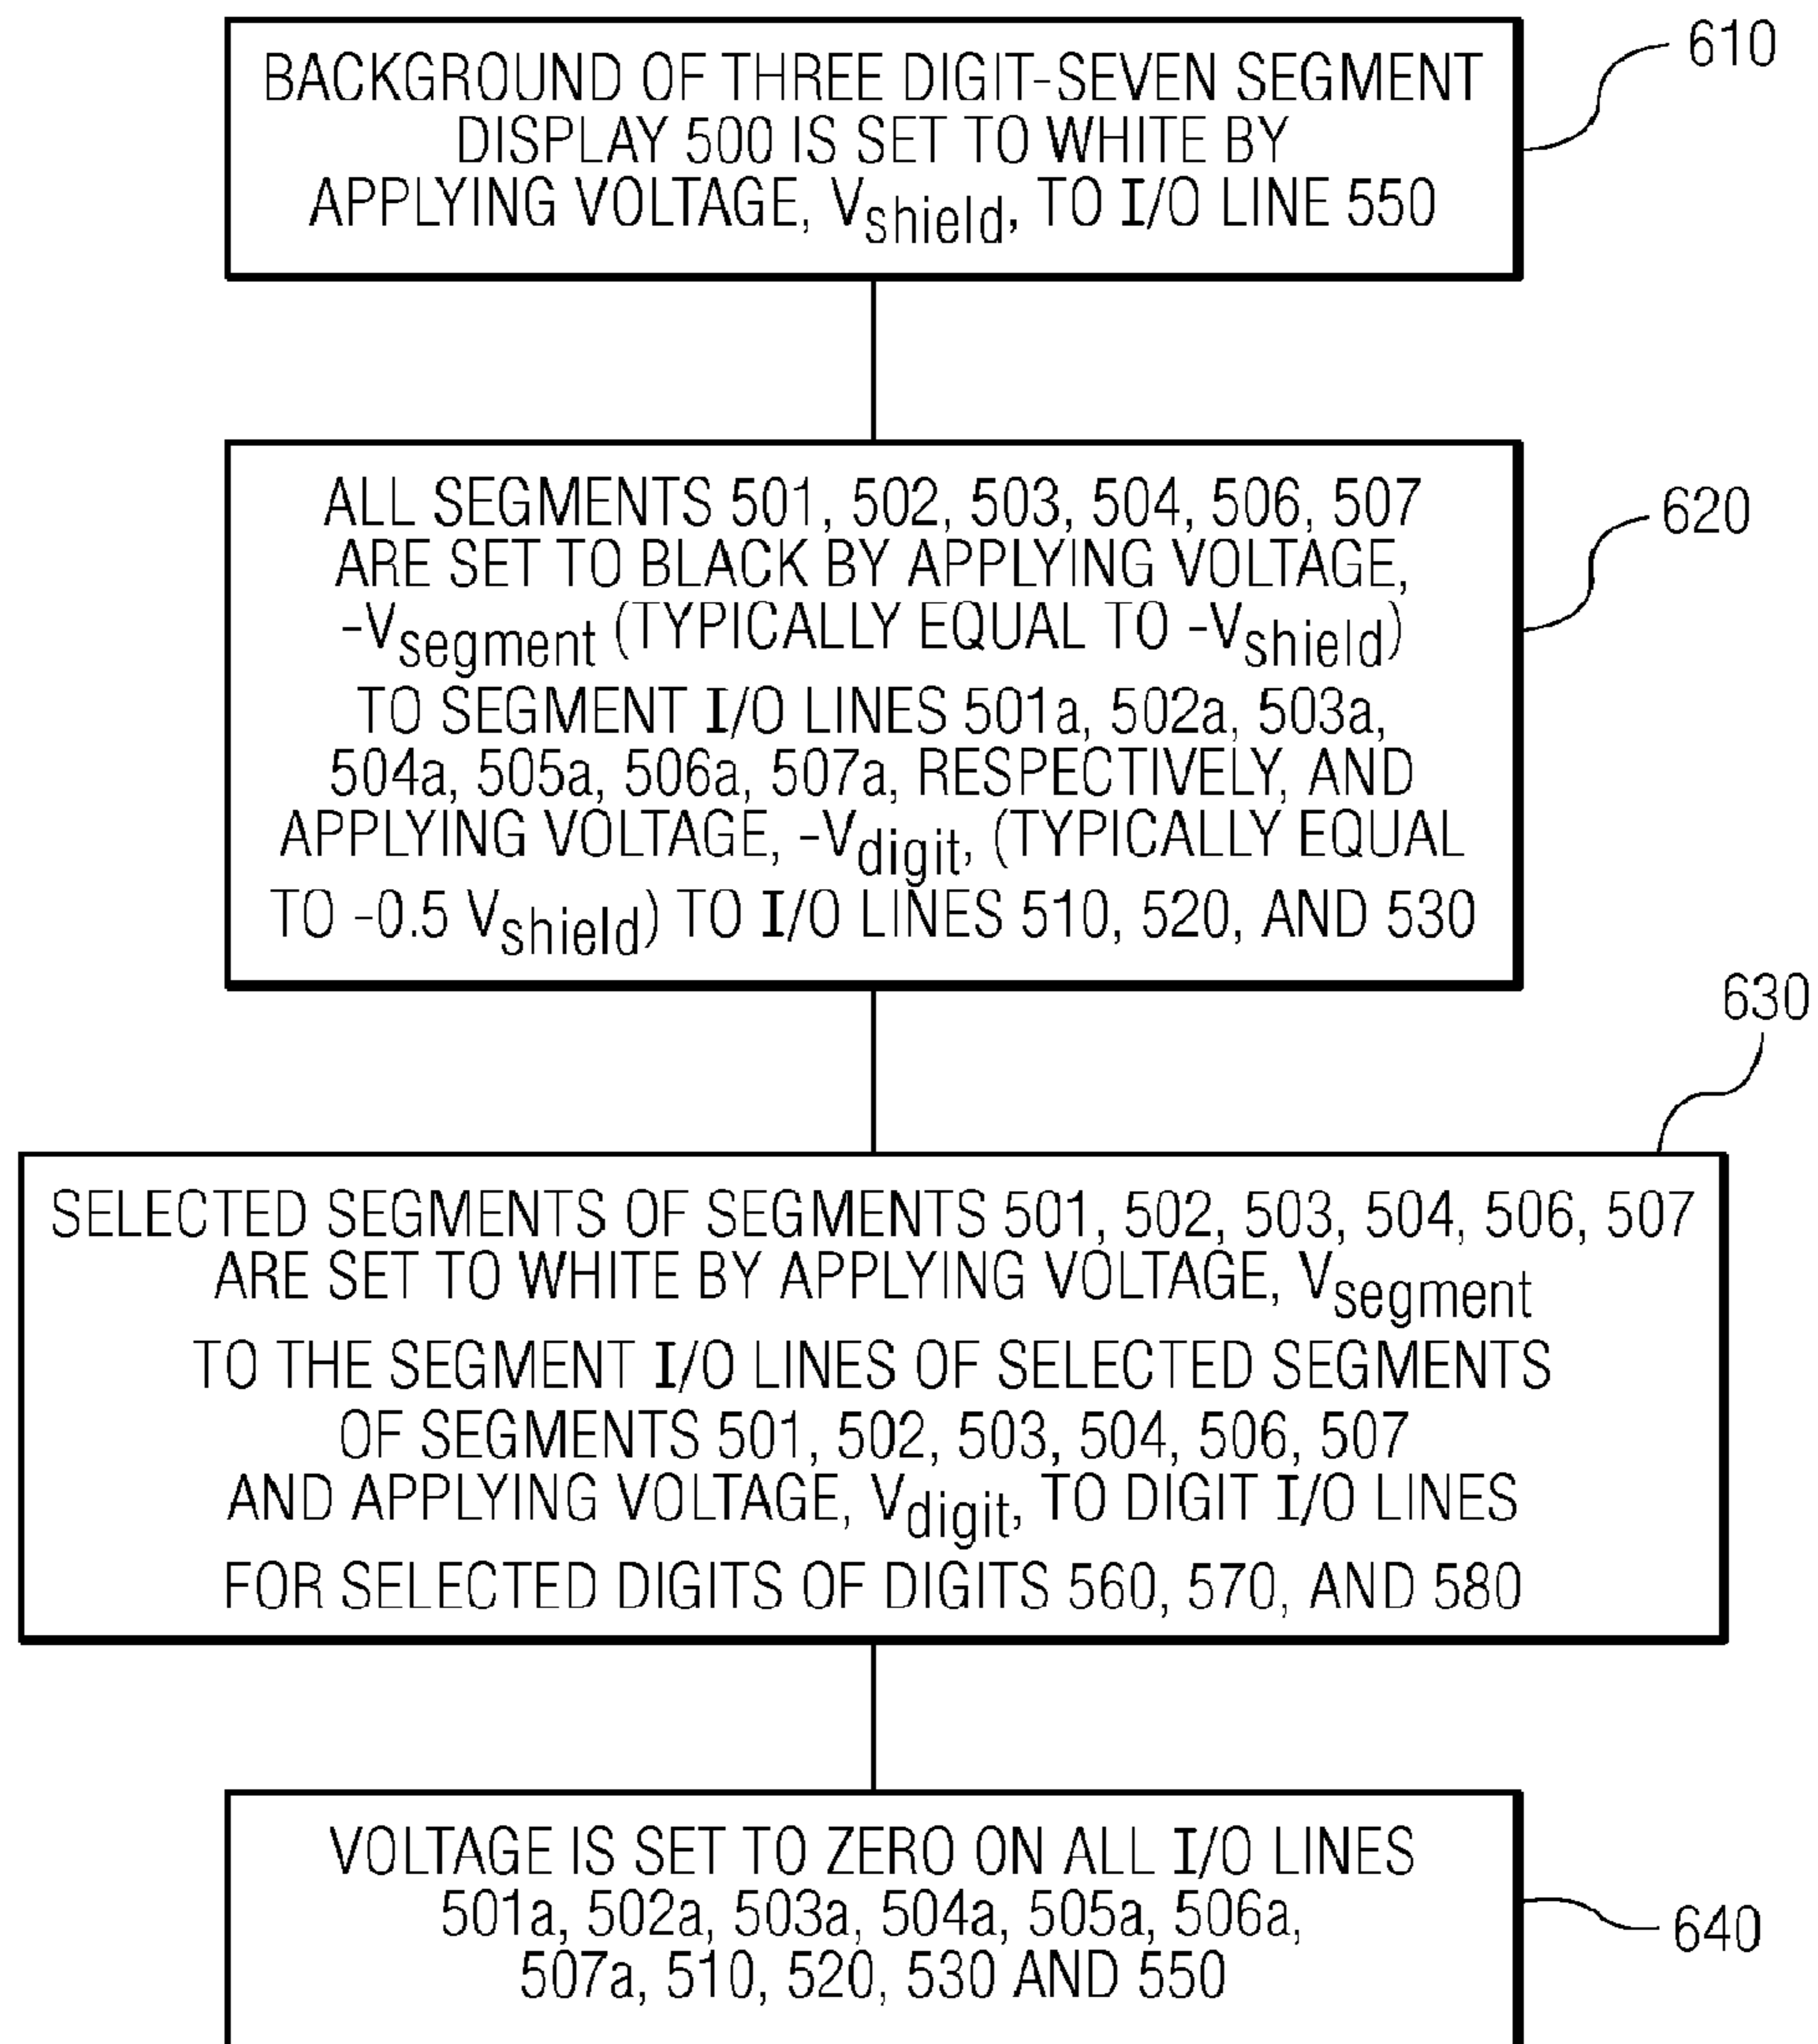 BACKGROUND OF THREE DIGIT-SEVEN SEGMENT
DISPLAY 500 IS SET TO WHITE BY
APPLYING VOLTAGE, Vshield, TO I/O LINE 550
610
ALL SEGMENTS 501, 502, 503, 504, 506, 507
ARE SET TO BLACK BY APPLYING VOLTAGE,
-Vsegment (TYPICALLY EQUAL TO -Vshield)
TO SEGMENT I/O LINES 501a, 502a, 503a,
504a, 505a, 506a, 507a, RESPECTIVELY, AND
APPLYING VOLTAGE, -Vdigit, (TYPICALLY EQUAL
TO -0.5 Vshield) TO I/O LINES 510, 520, AND 530
620
630
SELECTED SEGMENTS OF SEGMENTS 501, 502, 503, 504, 506, 507
ARE SET TO WHITE BY APPLYING VOLTAGE, Vsegment
TO THE SEGMENT I/O LINES OF SELECTED SEGMENTS
OF SEGMENTS 501, 502, 503, 504, 506, 507
AND APPLYING VOLTAGE, Vdigit, TO DIGIT I/O LINES
FOR SELECTED DIGITS OF DIGITS 560, 570, AND 580
VOLTAGE IS SET TO ZERO ON ALL I/O LINES
501a, 502a, 503a, 504a, 505a, 506a,
507a, 510, 520, 530 AND 550
640